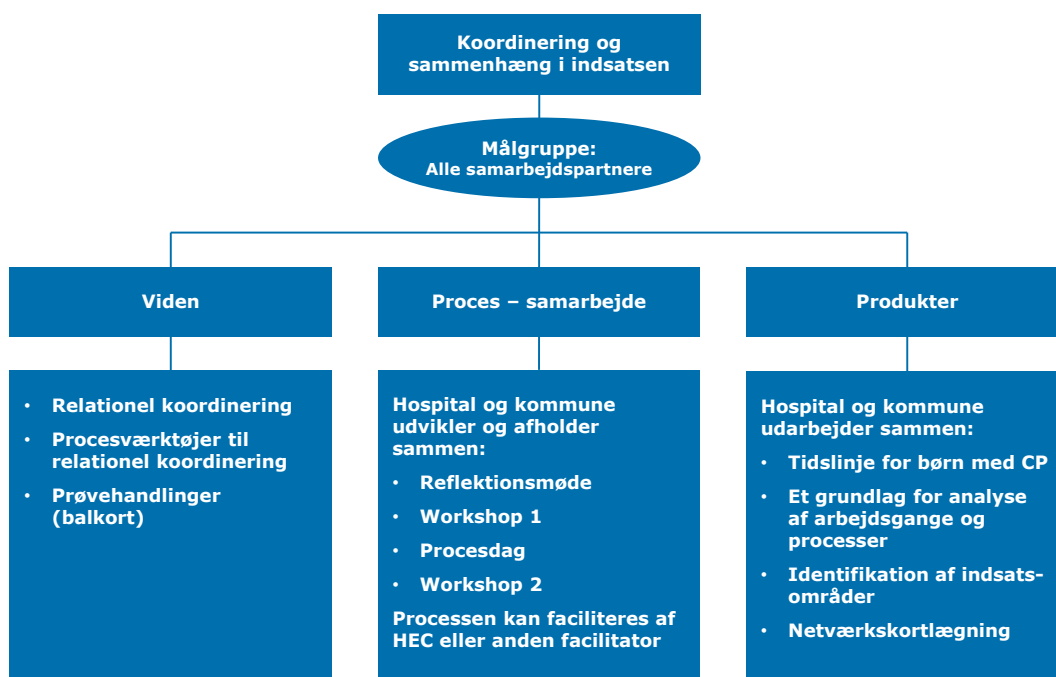 Koordinering og
sammenhæng i indsatsen
Målgruppe:
Alle samarbejdspartnere
Viden
• Relationel koordinering
• Procesværktøjer til
relationel koordinering
• Prøvehandlinger
(balkort)
Proces – samarbejde
Hospital og kommune
udvikler og afholder
sammen:
• Reflektionsmøde
• Workshop 1
• Procesdag
• Workshop 2
Processen kan faciliteres af
HEC eller anden facilitator
Produkter
Hospital og kommune
udarbejder sammen:
• Tidslinje for børn med CP
• Et grundlag for analyse
af arbejdsgange og
processer
• Identifikation af indsats-
områder
• Netværkskortlægning